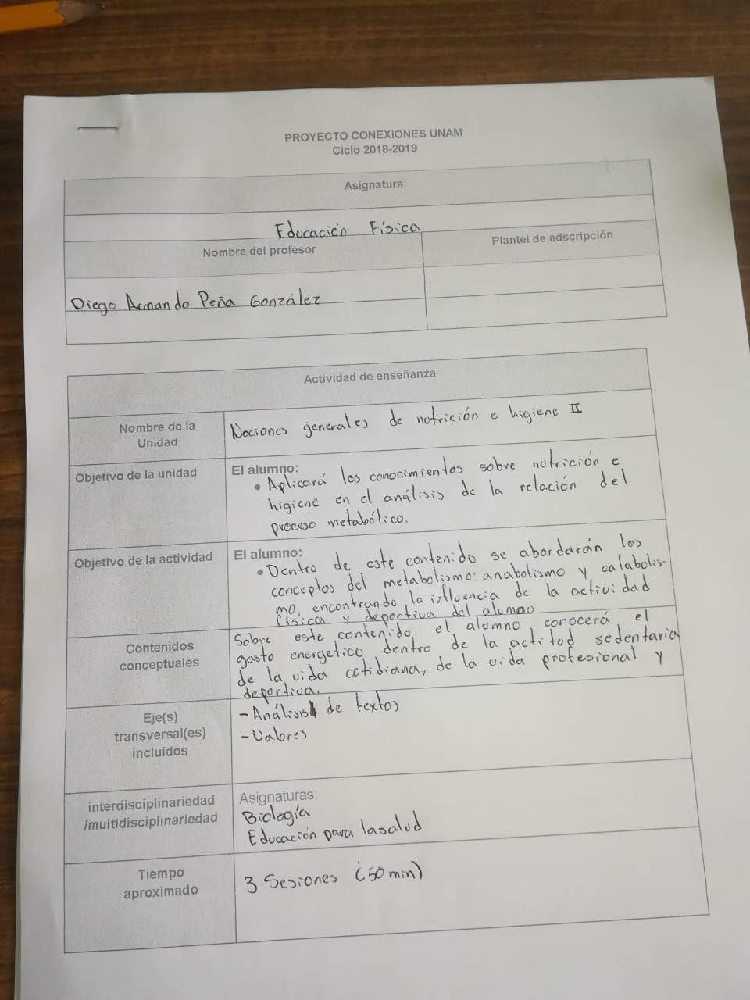 PROYECTO CONEXIONES UNAM
Ciclo 2018-2019
Asignatura
Educación Física
Nombre del profesor
Plantel de adscripción
Diego Armando Peña González
Actividad de enseñanza
Nombre de la
Unidad
Nociones generales de nutrición e higiene II
Objetivo de la unidad
El alumno:
• Aplicará los conocimientos sobre nutrición e
higiene en el análisis de la relación del
proceso metabólico.
Objetivo de la actividad
El alumno:
• Dentro de este contenido se abordarán los
conceptos del metabolismo: anabolismo y catabolis-
mo, encontrando la influencia de la actividad
física y deportiva del alumno
Contenidos
conceptuales
Sobre este contenido el alumno conocerá el
gasto energetico dentro de la actitud sedentaria
de la vida cotidiana, de la vida profesional y
deportiva.
Eje(s)
transversal(es)
incluidos
- Análisis de textos
- Valores
interdisciplinariedad
/multidisciplinariedad
Asignaturas:
Biología
Educación para la salud
Tiempo
aproximado
3 Sesiones (50 min)